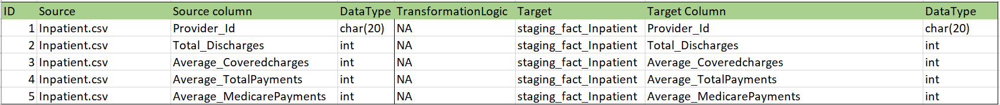 ID Source Source column DataType TransformationLogic Target Target Column DataType
1 Inpatient.csv Provider_Id char(20) NA staging_fact_Inpatient Provider_Id char(20)
2 Inpatient.csv Total_Discharges int NA staging_fact_Inpatient Total_Discharges int
3 Inpatient.csv Average_Coveredcharges int NA staging_fact_Inpatient Average_Coveredcharges int
4 Inpatient.csv Average_TotalPayments int NA staging_fact_Inpatient Average_TotalPayments int
5 Inpatient.csv Average_MedicarePayments int NA staging_fact_Inpatient Average_MedicarePayments int